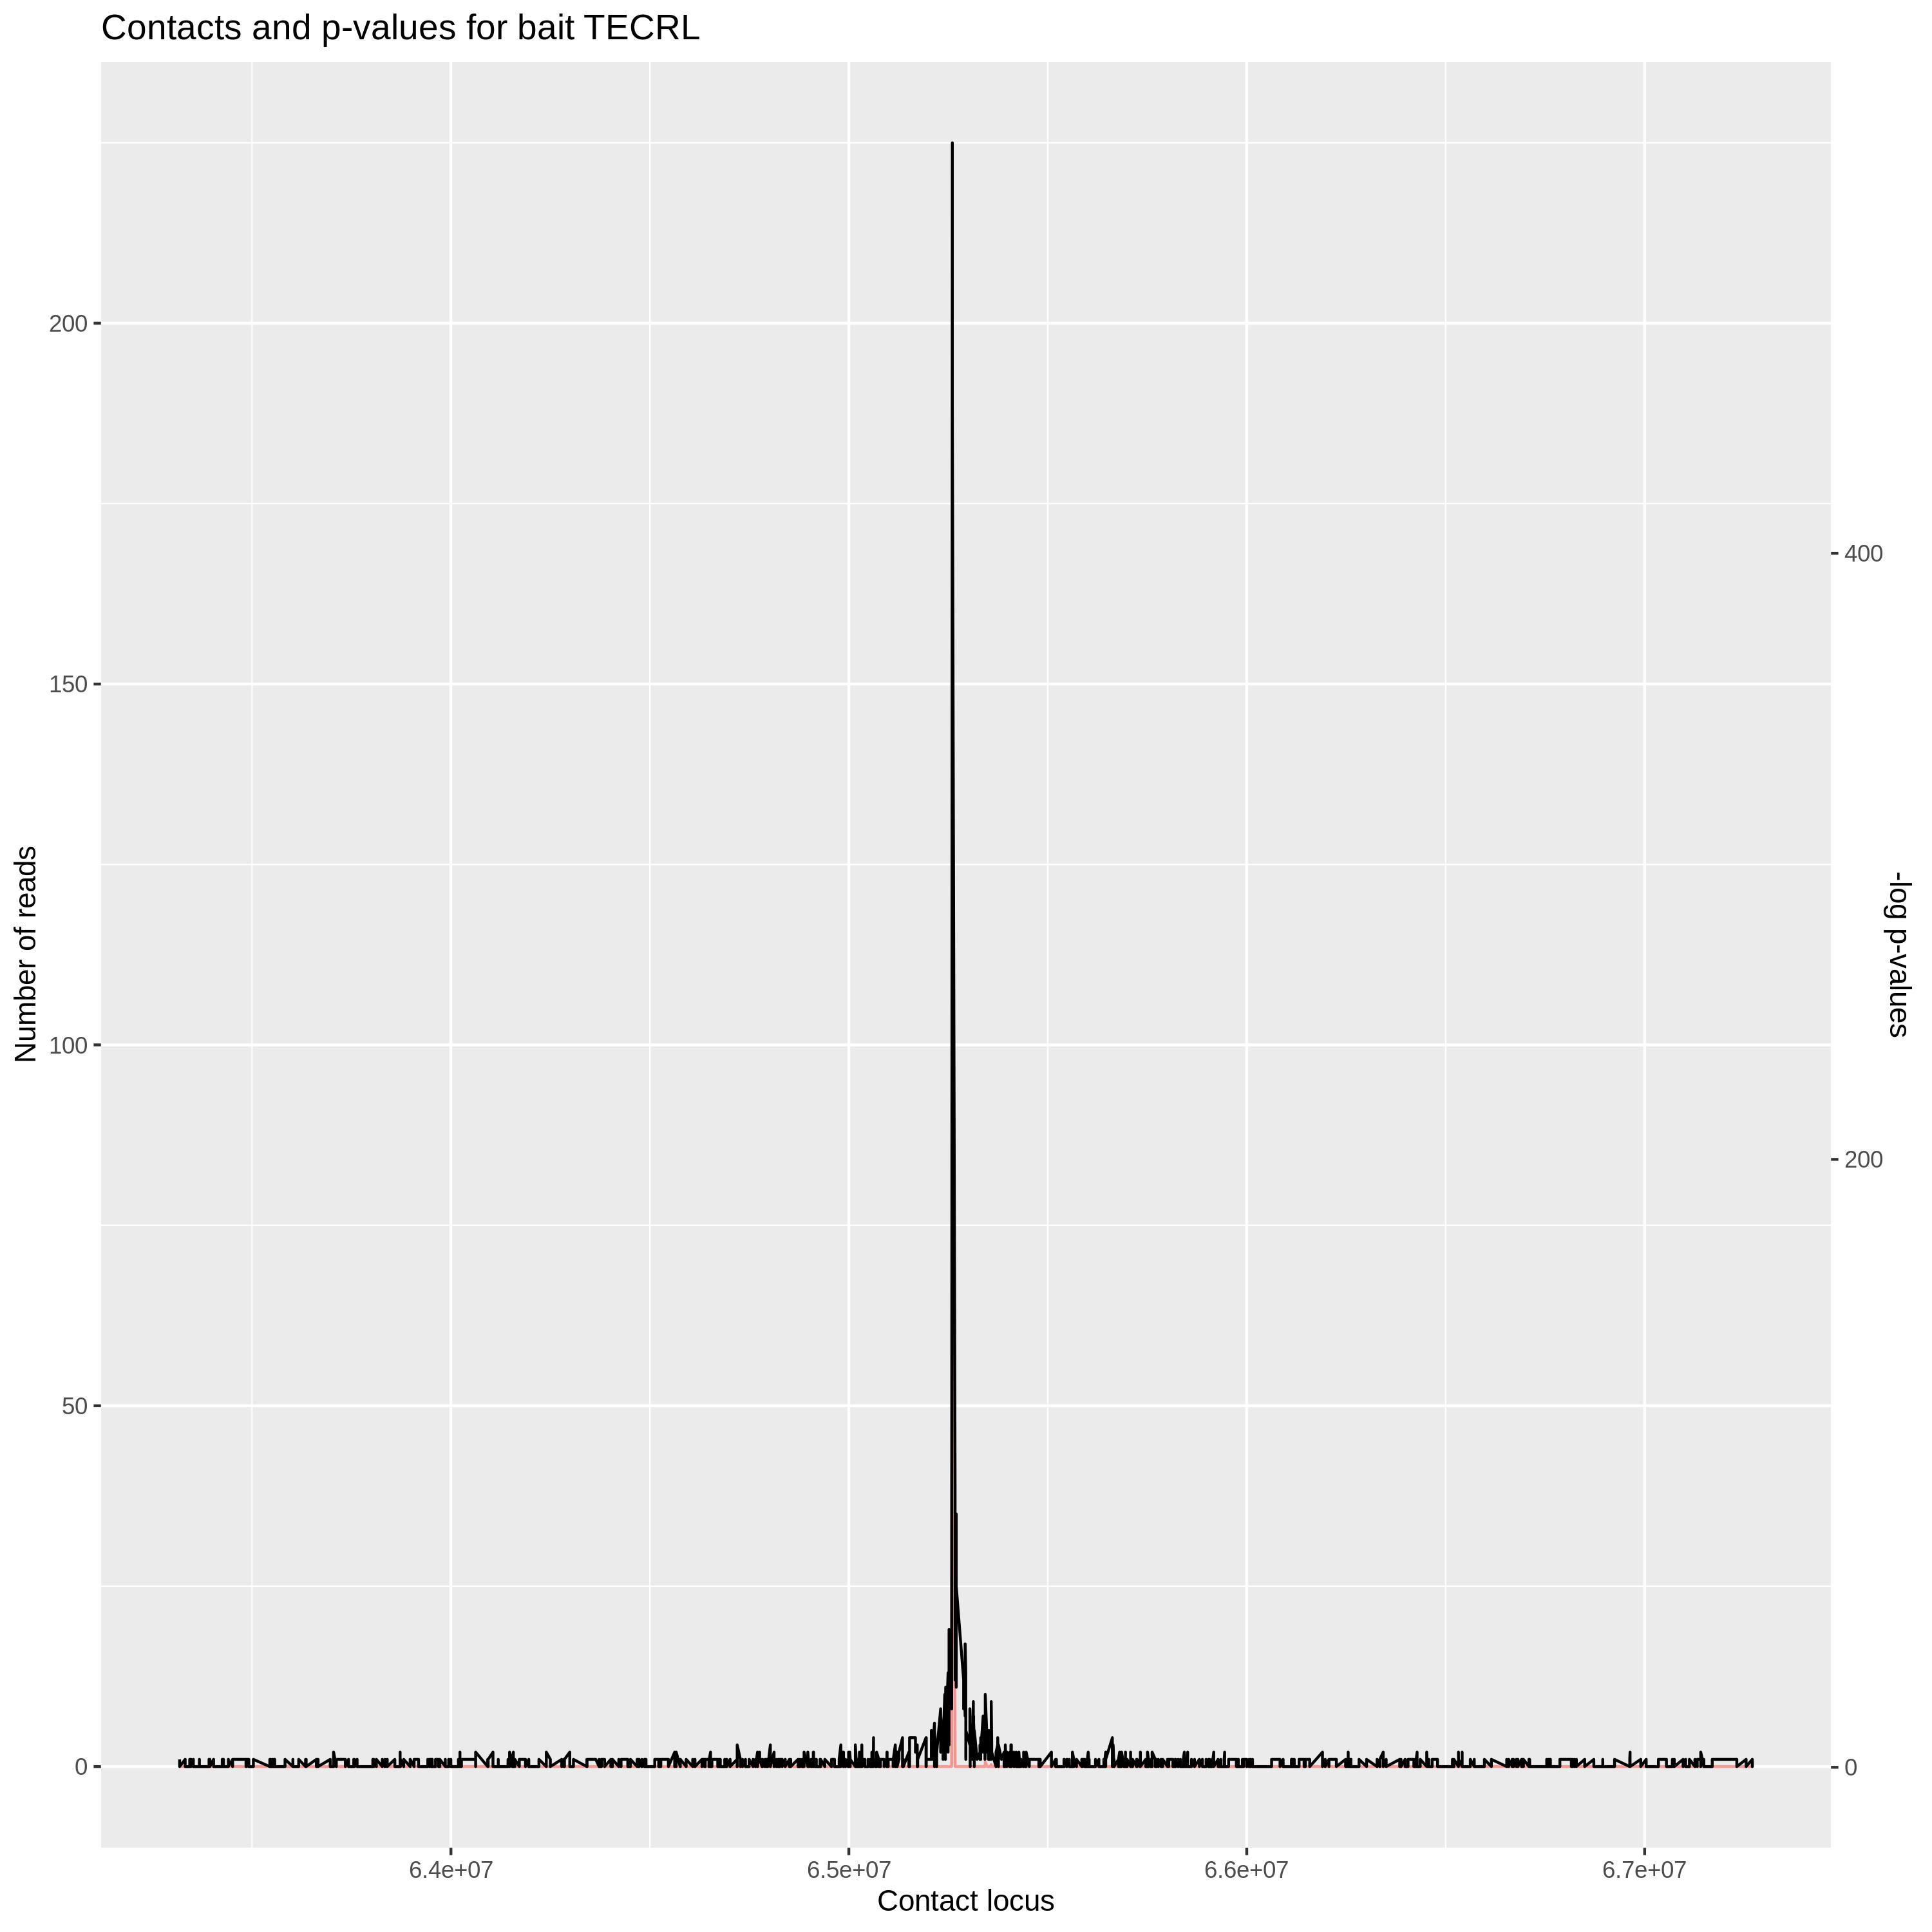 Contacts and p-values for bait TECRL
Number of reads
200
150
100
50
0
400
200
0
-log p-values
6.4e+07
6.5e+07
6.6e+07
6.7e+07
Contact locus